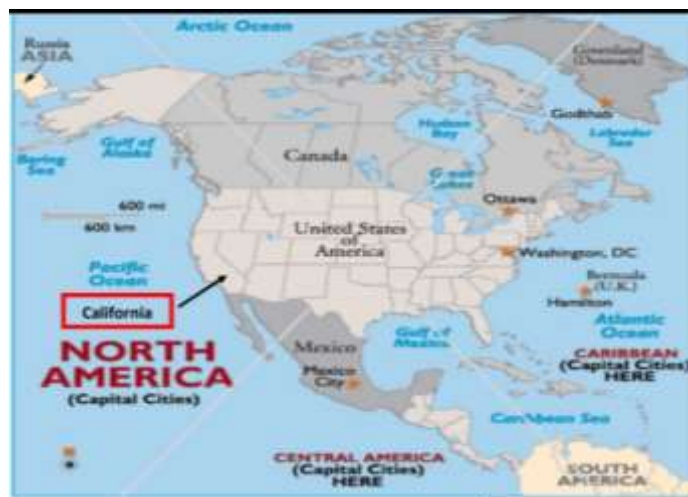 Arctic Ocean
Russia
ASIA
Greenland
(Denmark)
Godthab
Labrador
Sea
Hudson
Bay
Gulf of
Alaska
Bering
Sea
Canada
Great
Lakes
Ottawa
600 mi
600 km
United States
of
America
Washington, DC
Pacific
Ocean
Bermuda
(U.K.)
Hamilton
California
Atlantic
Ocean
NORTH
AMERICA
(Capital Cities)
Mexico
Mexico
City
Gulf of
Mexico
CARIBBEAN
(Capital Cities)
HERE
Caribbean Sea
CENTRAL AMERICA
(Capital Cities)
HERE
SOUTH
AMERICA